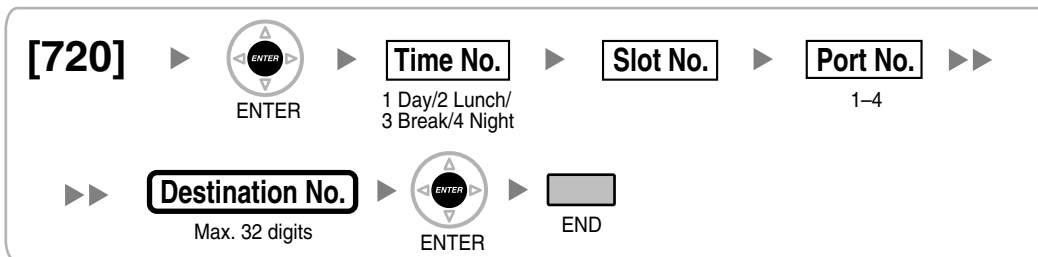 [720]
ENTER
ENTER
Time No.
1 Day/2 Lunch/
3 Break/4 Night
Slot No.
Port No.
1–4
Destination No.
Max. 32 digits
ENTER
ENTER
END